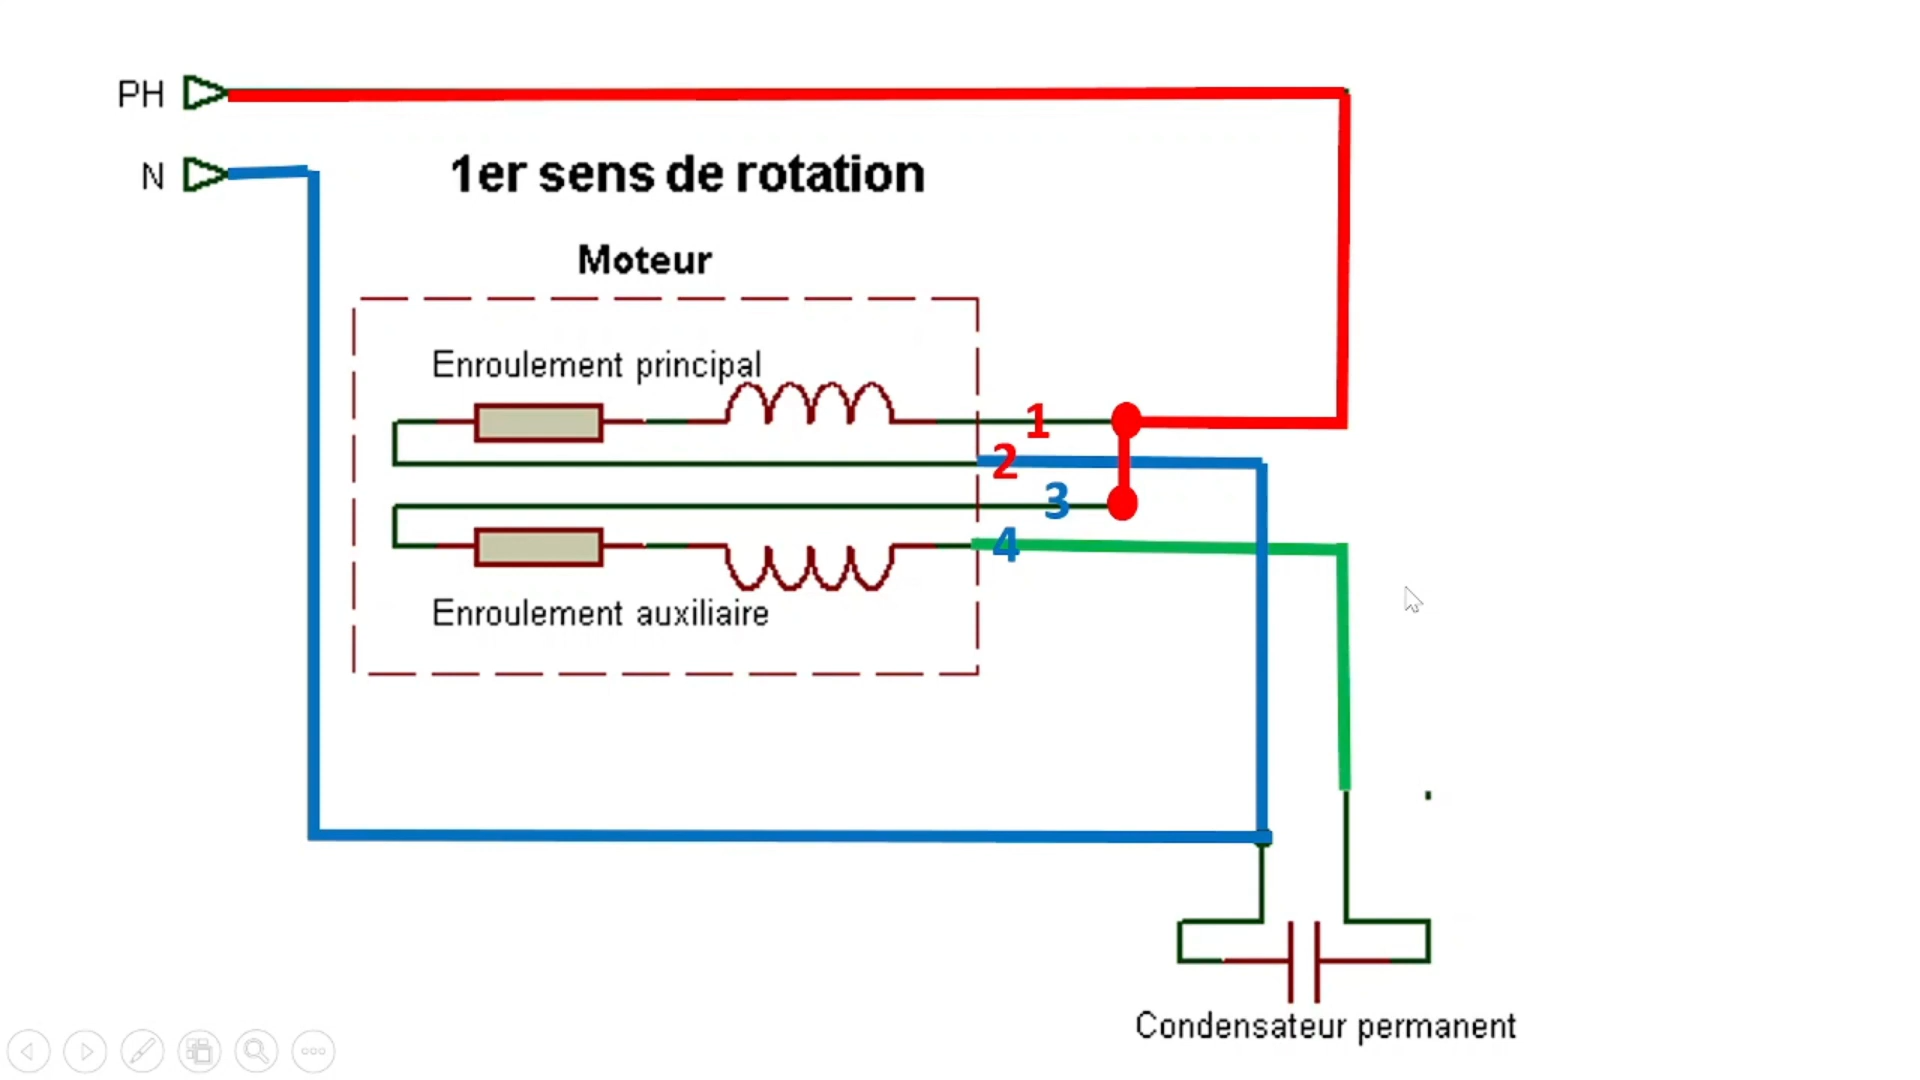 PH
N
1er sens de rotation
Moteur
Enroulement principal
1
2
3
4
Enroulement auxiliaire
Condensateur permanent